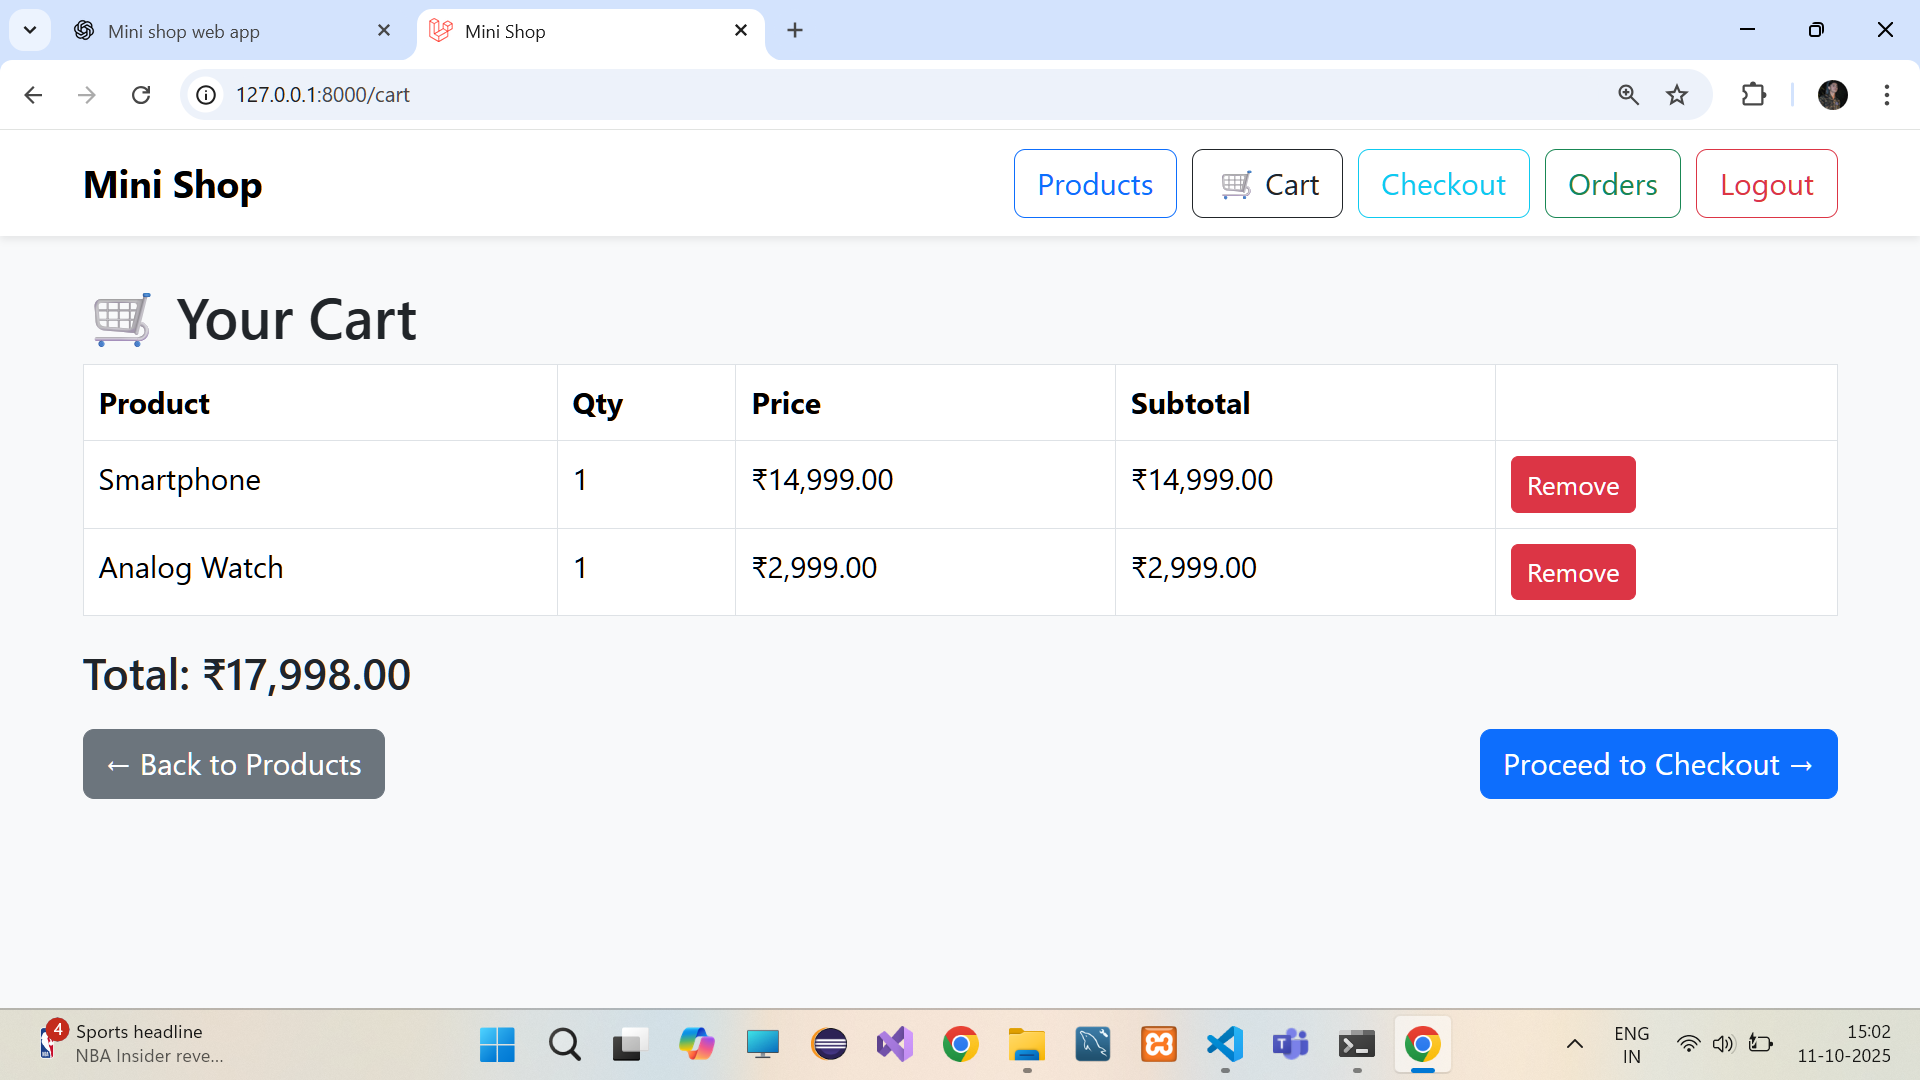 Mini shop web app
Mini Shop
127.0.0.1:8000/cart
Mini Shop
Products
Cart
Checkout
Orders
Logout
Your Cart
Product Qty Price Subtotal
Smartphone 1 ₹14,999.00 ₹14,999.00 Remove
Analog Watch 1 ₹2,999.00 ₹2,999.00 Remove
Total: ₹17,998.00
← Back to Products
Proceed to Checkout →
4
Sports headline
NBA Insider reve...
ENG
IN
15:02
11-10-2025